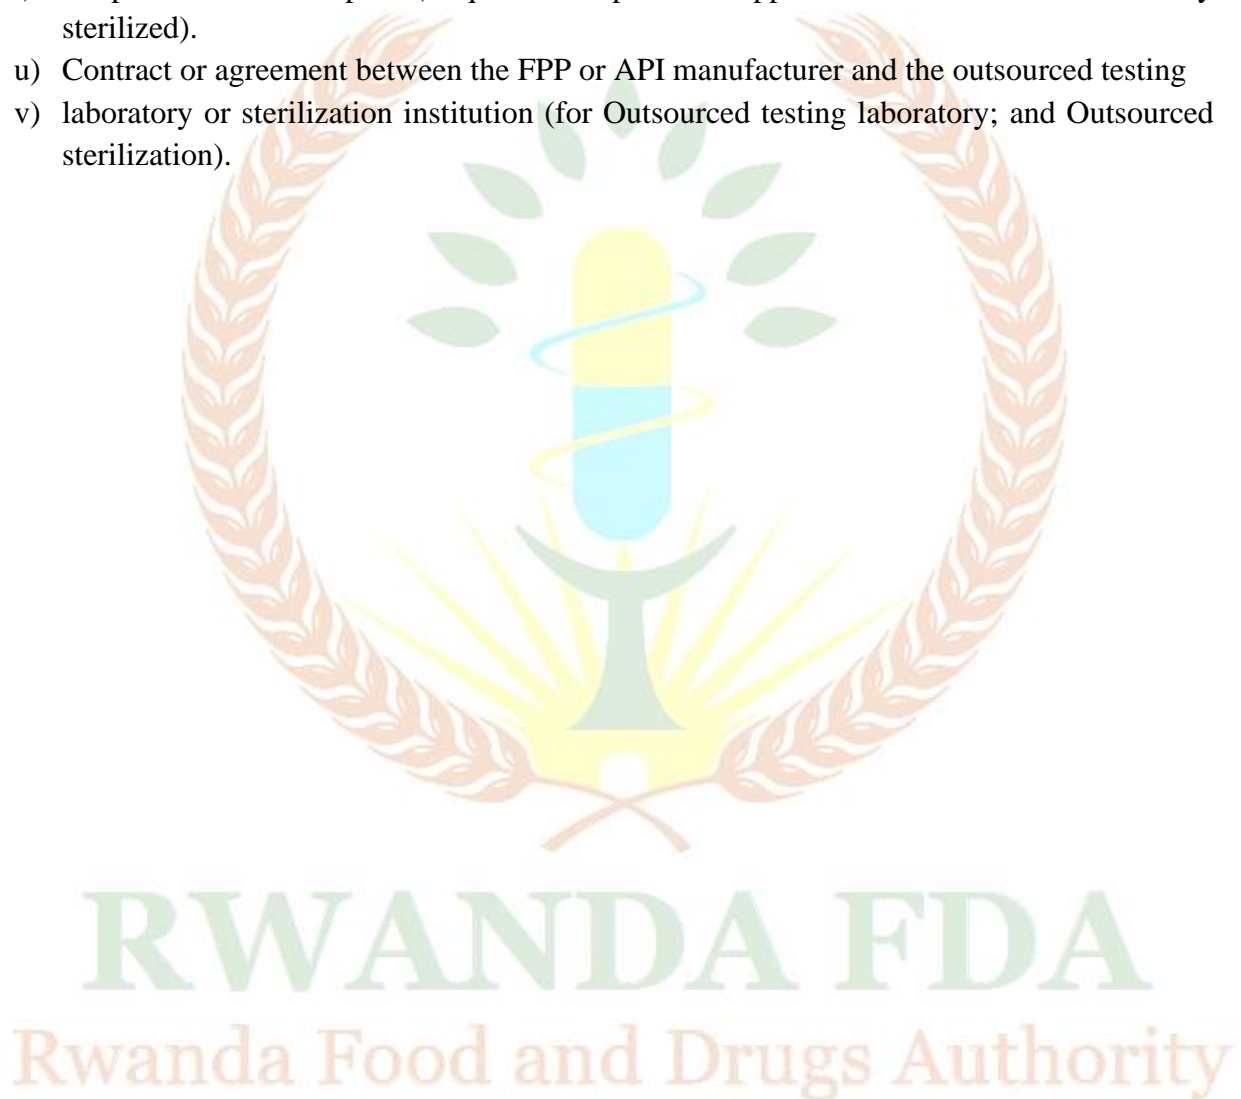 sterilized).
u) Contract or agreement between the FPP or API manufacturer and the outsourced testing
v) laboratory or sterilization institution (for Outsourced testing laboratory; and Outsourced
sterilization).
RWANDA FDA
Rwanda Food and Drugs Authority